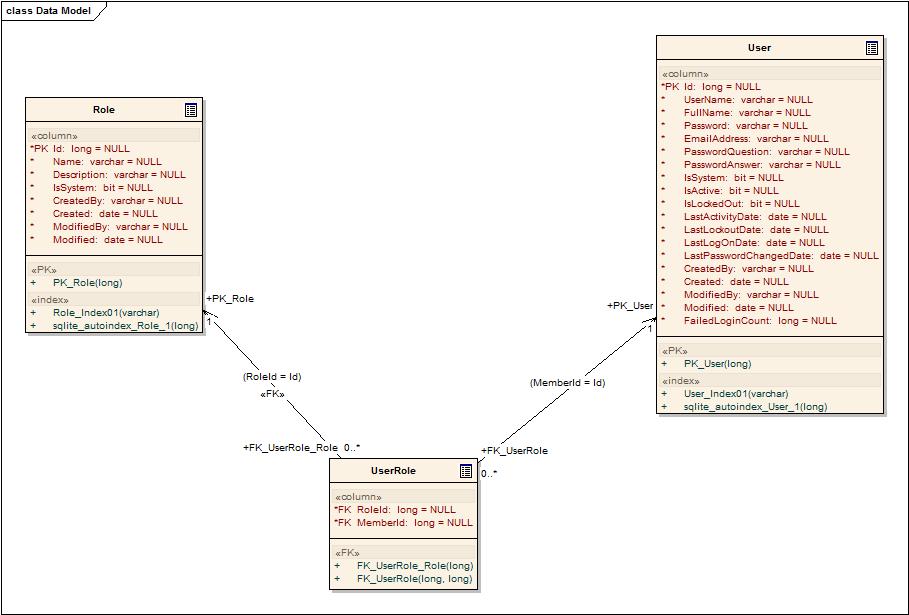 class Data Model
Role
«column»
*PK Id: long = NULL
* Name: varchar = NULL
* Description: varchar = NULL
* IsSystem: bit = NULL
* CreatedBy: varchar = NULL
* Created: date = NULL
* ModifiedBy: varchar = NULL
* Modified: date = NULL
«PK»
+ PK_Role(long)
«index»
+ Role_Index01(varchar)
+ sqlite_autoindex_Role_1(long)
User
«column»
*PK Id: long = NULL
* UserName: varchar = NULL
* FullName: varchar = NULL
* Password: varchar = NULL
* EmailAddress: varchar = NULL
* PasswordQuestion: varchar = NULL
* PasswordAnswer: varchar = NULL
* IsSystem: bit = NULL
* IsActive: bit = NULL
* IsLockedOut: bit = NULL
* LastActivityDate: date = NULL
* LastLockoutDate: date = NULL
* LastLogOnDate: date = NULL
* LastPasswordChangedDate: date = NULL
* CreatedBy: varchar = NULL
* Created: date = NULL
* ModifiedBy: varchar = NULL
* Modified: date = NULL
* FailedLoginCount: long = NULL
«PK»
+ PK_User(long)
«index»
+ User_Index01(varchar)
+ sqlite_autoindex_User_1(long)
+PK_Role
1
(RoleId = Id)
«FK»
+FK_UserRole_Role 0..*
+PK_User
1
(MemberId = Id)
+FK_UserRole
0..*
UserRole
«column»
*FK RoleId: long = NULL
*FK MemberId: long = NULL
«FK»
+ FK_UserRole_Role(long)
+ FK_UserRole(long, long)